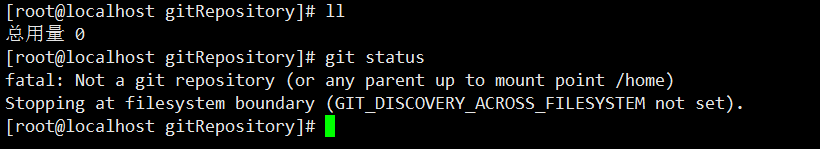 [root@localhost gitRepository]# ll
总用量 0
[root@localhost gitRepository]# git status
fatal: Not a git repository (or any parent up to mount point /home)
Stopping at filesystem boundary (GIT_DISCOVERY_ACROSS_FILESYSTEM not set).
[root@localhost gitRepository]#